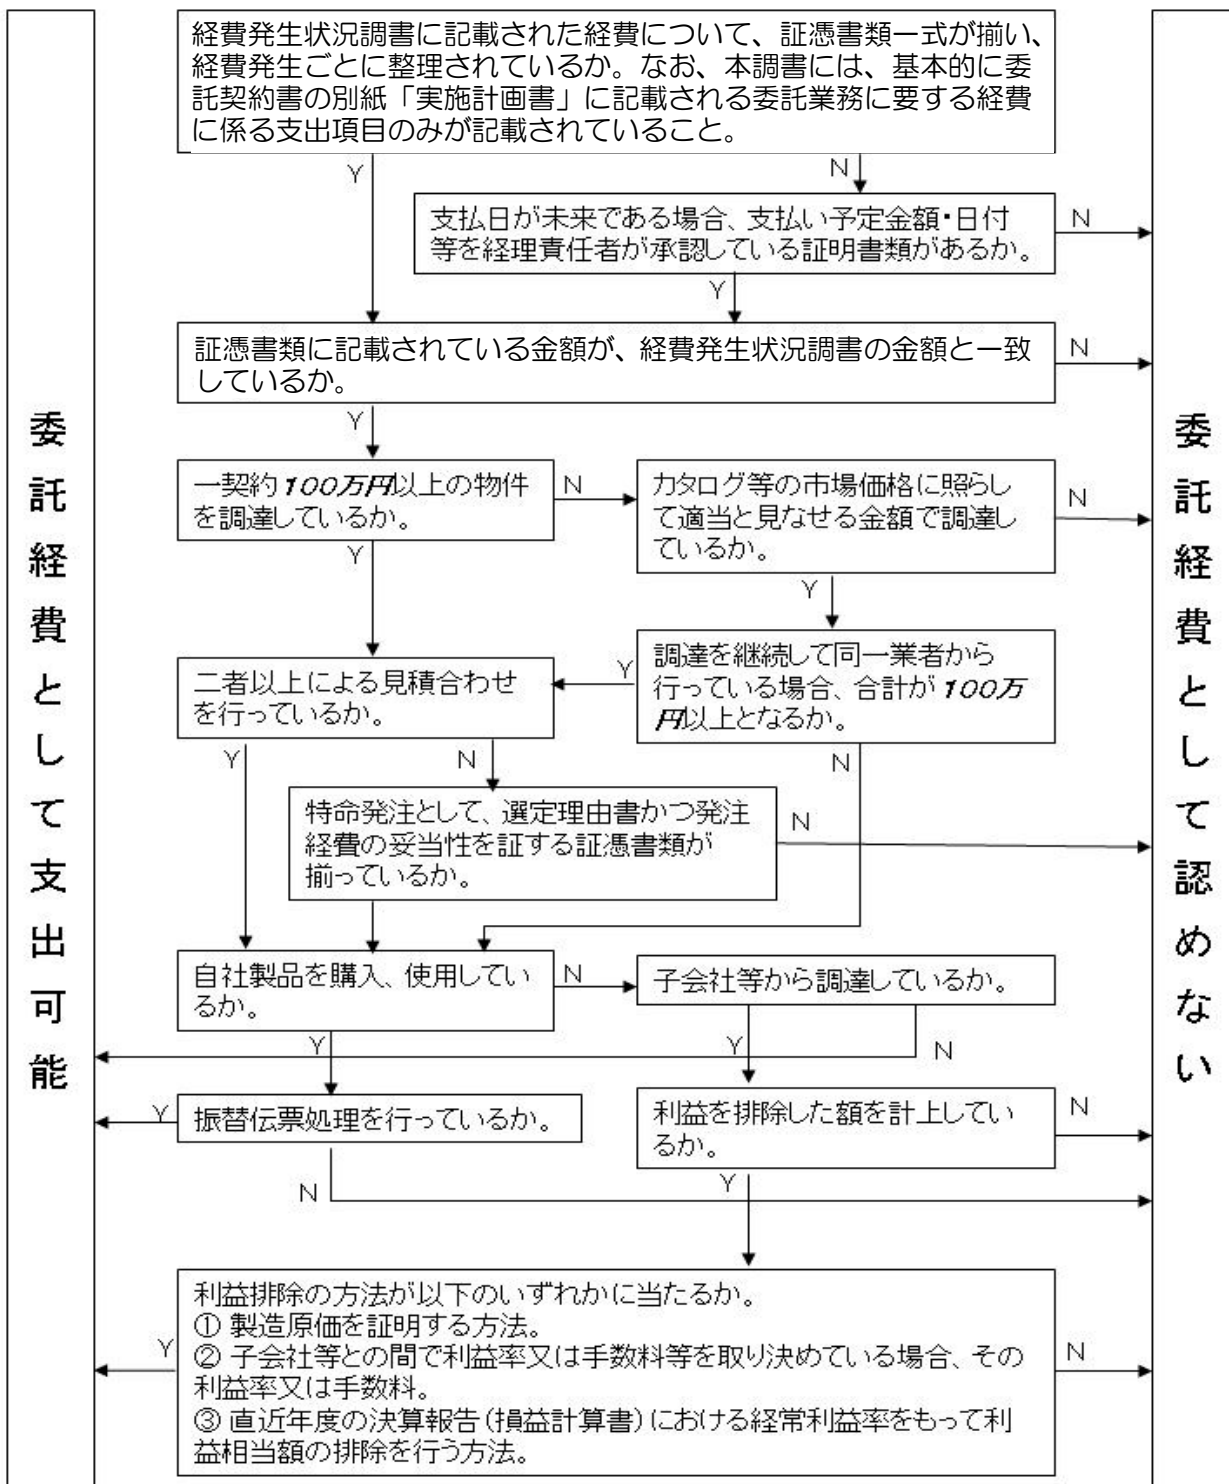 経費発生状況調書に記載された経費について、証憑書類一式が揃い、
経費発生ごとに整理されているか。なお、本調書には、基本的に委
託契約書の別紙「実施計画書」に記載される委託業務に要する経費
に係る支出項目のみが記載されていること。
Y
N
支払日が未来である場合、支払い予定金額・日付
等を経理責任者が承認している証明書類があるか。
N
Y
証憑書類に記載されている金額が、経費発生状況調書の金額と一致
しているか。
N
Y
一契約100万円以上の物件
を調達しているか。
N
カタログ等の市場価格に照らし
て適当と見なせる金額で調達し
ているか。
N
Y
Y
二者以上による見積合わせ
を行っているか。
Y
調達を継続して同一業者から
行っている場合、合計が100万
円以上となるか。
Y
N
N
特命発注として、選定理由書かつ発注
経費の妥当性を証する証憑書類が
揃っているか。
N
自社製品を購入、使用してい
るか。
N
子会社等から調達しているか。
Y
Y
N
Y
振替伝票処理を行っているか。
利益を排除した額を計上してい
るか。
N
N
Y
利益排除の方法が以下のいずれかに当たるか。
① 製造原価を証明する方法。
② 子会社等との間で利益率又は手数料等を取り決めている場合、その
利益率又は手数料。
③ 直近年度の決算報告(損益計算書)における経常利益率をもって利
益相当額の排除を行う方法。
Y
N
委託経費として支出可能
委託経費として認めない